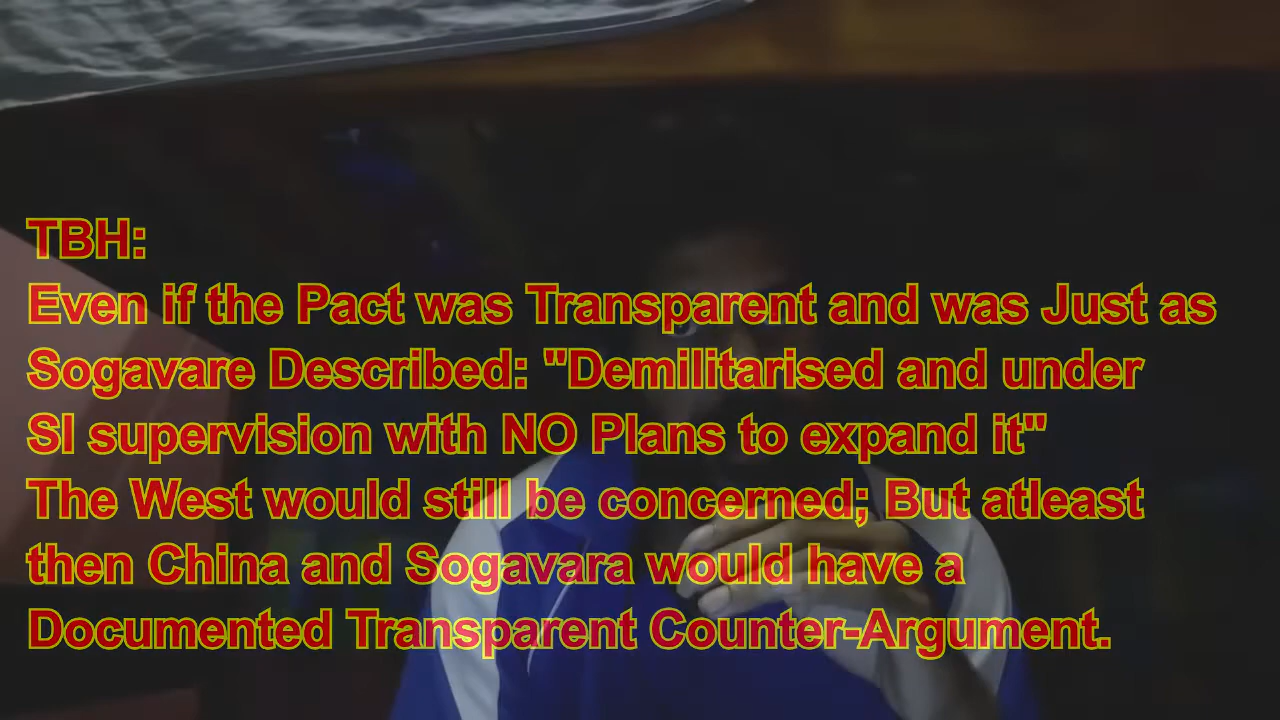 TBH:
Even if the Pact was Transparent and was Just as
Sogavare Described: "Demilitarised and under
SI supervision with NO Plans to expand it"
The West would still be concerned; But atleast
then China and Sogavara would have a
Documented Transparent Counter-Argument.